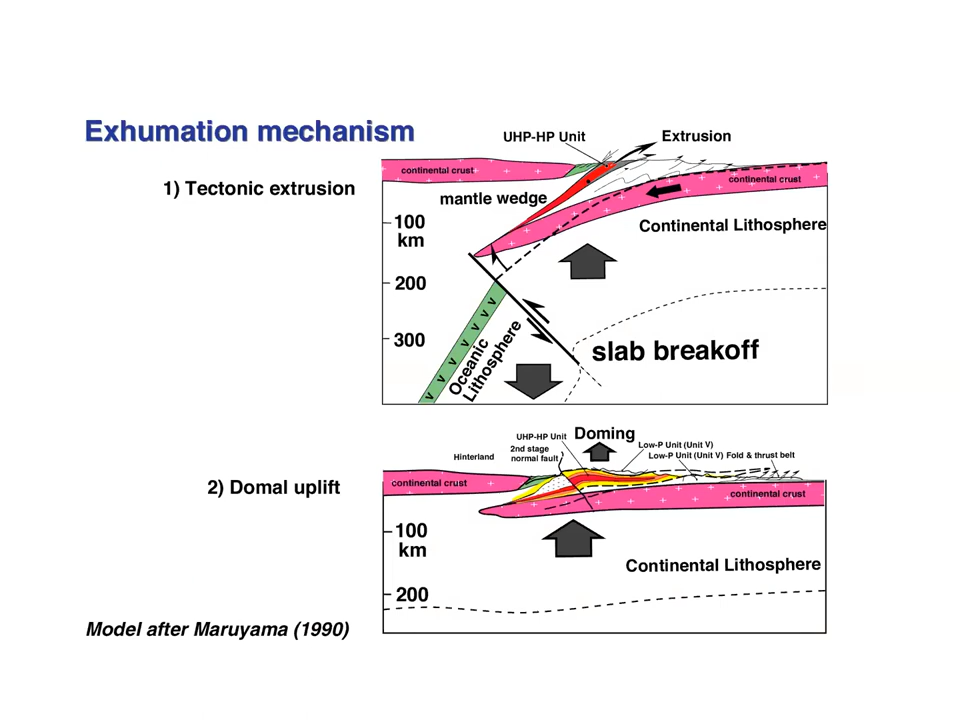 Exhumation mechanism
1) Tectonic extrusion
UHP-HP Unit
Extrusion
continental crust
continental crust
mantle wedge
Continental Lithosphere
100
km
200
300
Oceanic
Lithosphere
v v v v v v v
slab breakoff
2) Domal uplift
UHP-HP Unit
Doming
Low-P Unit (Unit V)
2nd stage
normal fault
Hinterland
Low-P Unit (Unit V) Fold & thrust belt
continental crust
continental crust
100
km
Continental Lithosphere
200
Model after Maruyama (1990)